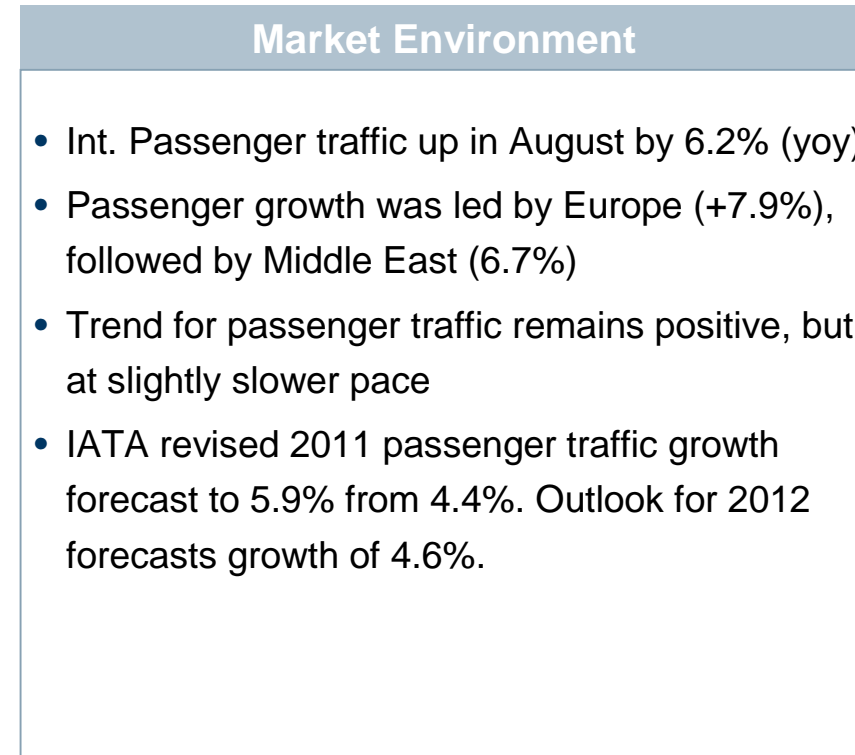 Market Environment
• Int. Passenger traffic up in August by 6.2% (yoy)
• Passenger growth was led by Europe (+7.9%),
followed by Middle East (6.7%)
• Trend for passenger traffic remains positive, but
at slightly slower pace
• IATA revised 2011 passenger traffic growth
forecast to 5.9% from 4.4%. Outlook for 2012
forecasts growth of 4.6%.